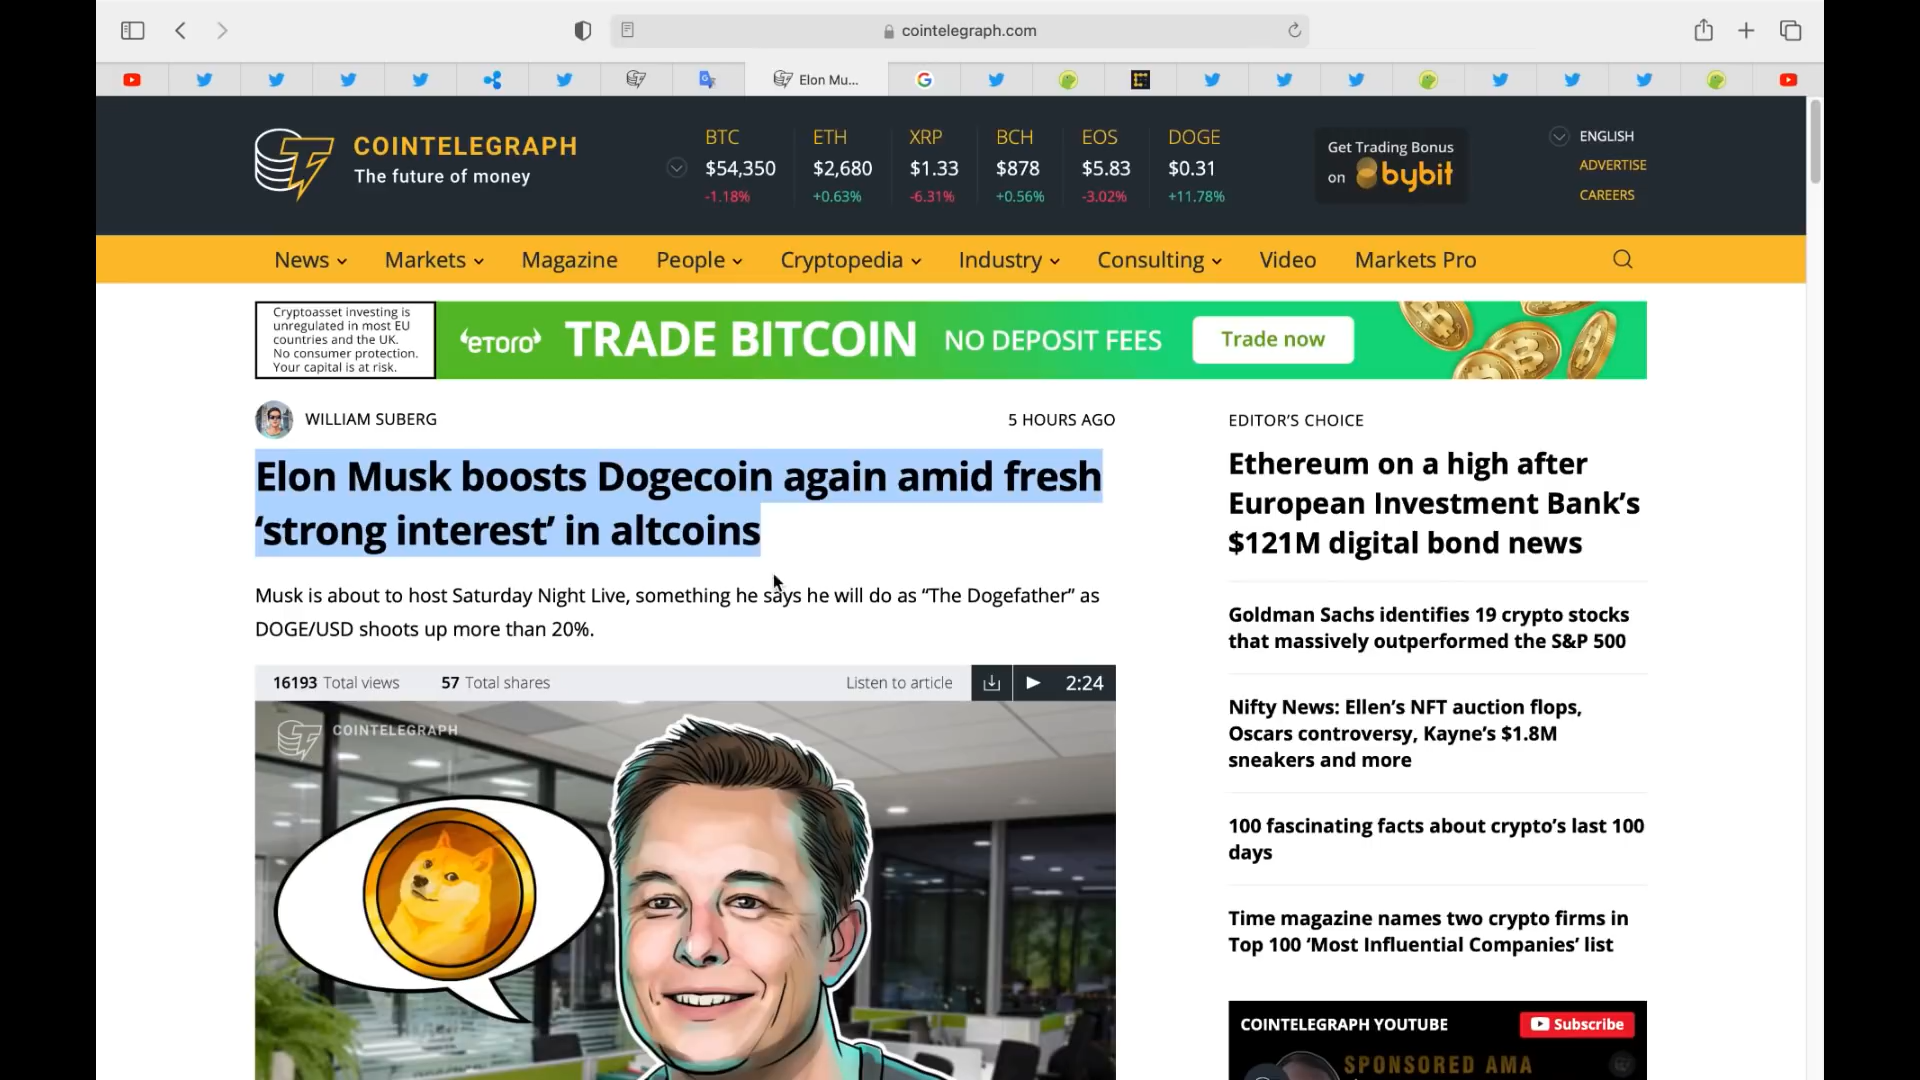 cointelegraph.com
Elon Mu...
COINTELEGRAPH
The future of money
BTC
$54,350
-1.18%
ETH
$2,680
+0.63%
XRP
$1.33
-6.31%
BCH
$878
+0.56%
EOS
$5.83
-3.02%
DOGE
$0.31
+11.78%
Get Trading Bonus
on bybit
ENGLISH
ADVERTISE
CAREERS
News Markets Magazine People Cryptopedia Industry Consulting Video Markets Pro
Cryptoasset investing is
unregulated in most EU
countries and the UK.
No consumer protection.
Your capital is at risk.
eToro TRADE BITCOIN NO DEPOSIT FEES Trade now
WILLIAM SUBERG
5 HOURS AGO
Elon Musk boosts Dogecoin again amid fresh
‘strong interest’ in altcoins
Musk is about to host Saturday Night Live, something he says he will do as “The Dogefather” as
DOGE/USD shoots up more than 20%.
16193 Total views 57 Total shares Listen to article 2:24
COINTELEGRAPH
EDITOR’S CHOICE
Ethereum on a high after
European Investment Bank’s
$121M digital bond news
Goldman Sachs identifies 19 crypto stocks
that massively outperformed the S&P 500
Nifty News: Ellen’s NFT auction flops,
Oscars controversy, Kayne’s $1.8M
sneakers and more
100 fascinating facts about crypto’s last 100
days
Time magazine names two crypto firms in
Top 100 ‘Most Influential Companies’ list
COINTELEGRAPH YOUTUBE
Subscribe
SPONSORED AMA